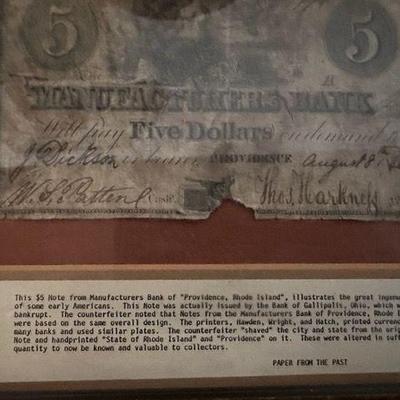 5 5
A
MANUFACTURERS BANK
Will pay Five Dollars on demand
J Dickson or bearer PROVIDENCE August 8th
W. S. Patten Cash. Thos. Harkness
This $5 Note from Manufacturers Bank of "Providence, Rhode Island", illustrates the great ingenu
of some early Americans. This Note was actually issued by the Bank of Gallipolis, Ohio, which w
bankrupt. The counterfeiter noted that Notes from the Manufacturers Bank of Providence, Rhode I
were based on the same overall design. The printers, Rawden, Wright, and Hatch, printed currenc
many banks and used similar plates. The counterfeiter "shaved" the city and state from the orig
Note and handprinted "State of Rhode Island" and "Providence" on it. These were altered in suff
quantity to now be known and valuable to collectors.
PAPER FROM THE PAST